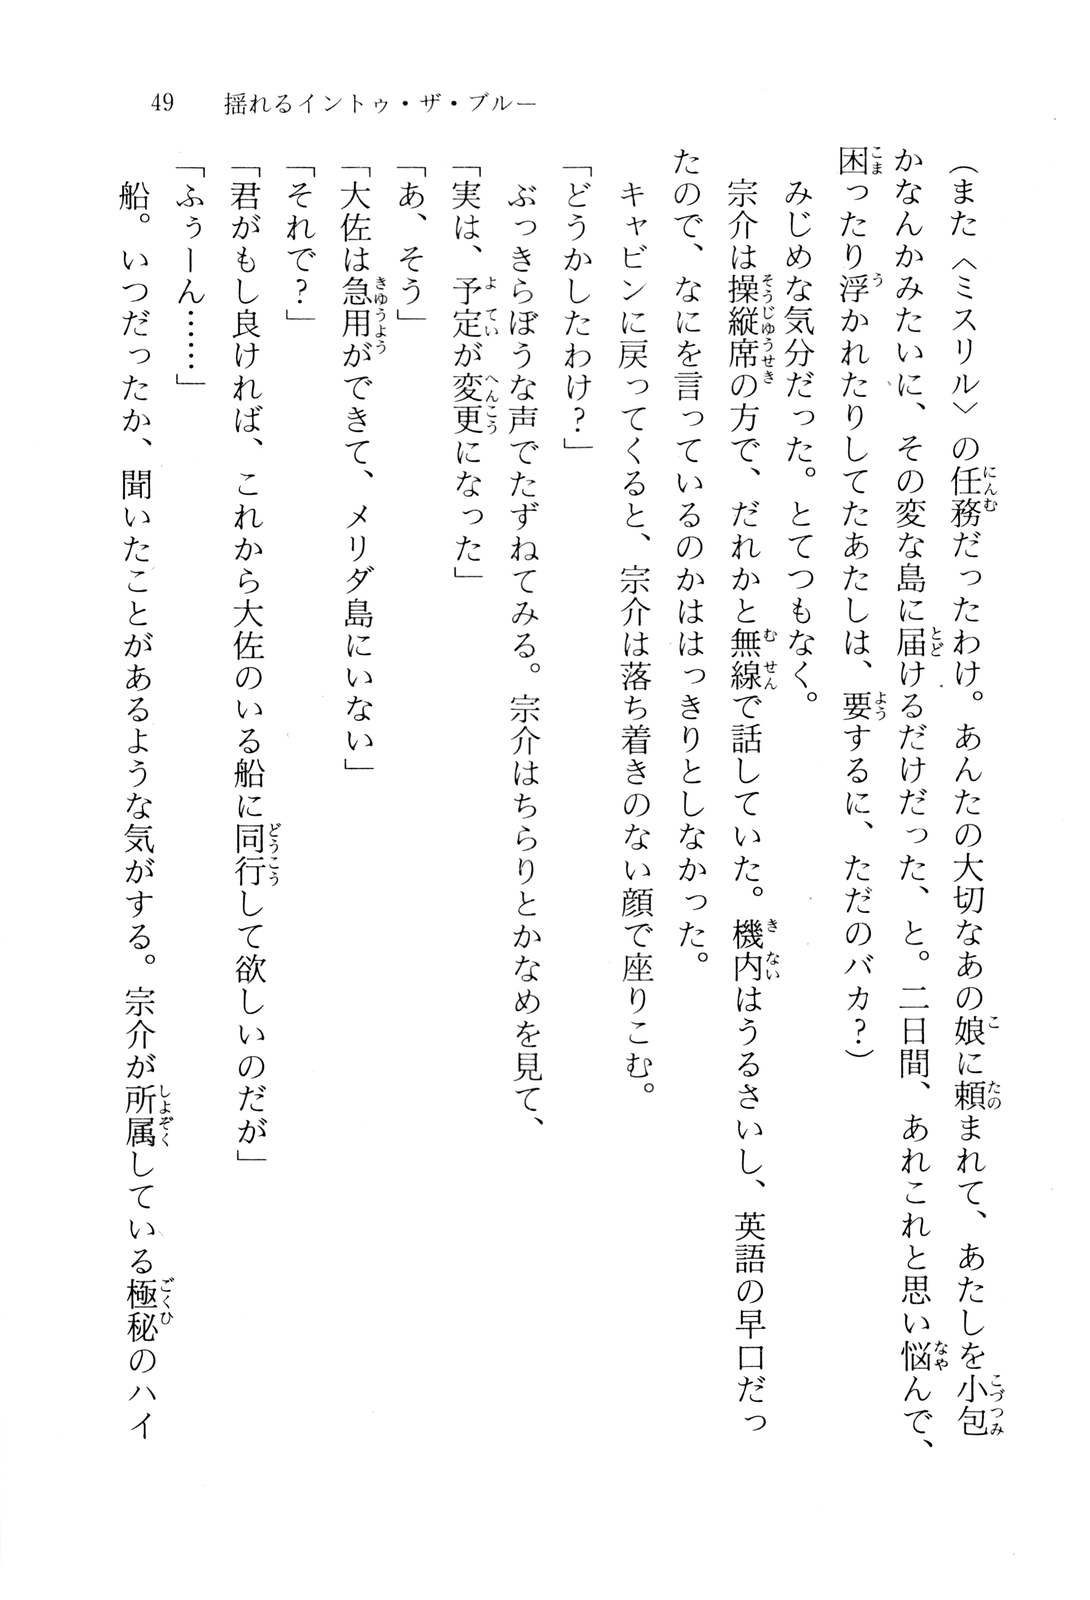 49　揺れるイントゥ・ザ・ブルー
（また〈ミスリル〉の任務だったわけ。あんたの大切なあの娘に頼まれて、あたしを小包
かなんかみたいに、その変な島に届けるだけだった、と。二日間、あれこれと思い悩んで、
困ったり浮かれたりしてたあたしは、要するに、ただのバカ？）
　みじめな気分だった。とてつもなく。
　宗介は操縦席の方で、だれかと無線で話していた。機内はうるさいし、英語の早口だっ
たので、なにを言っているのかははっきりとしなかった。
　キャビンに戻ってくると、宗介は落ち着きのない顔で座りこむ。
「どうかしたわけ？」
　ぶっきらぼうな声でたずねてみる。宗介はちらりとかなめを見て、
「実は、予定が変更になった」
「あ、そう」
「大佐は急用ができて、メリダ島にいない」
「それで？」
「君がもし良ければ、これから大佐のいる船に同行して欲しいのだが」
「ふぅーん……」
　船。いつだったか、聞いたことがあるような気がする。宗介が所属している極秘のハイ